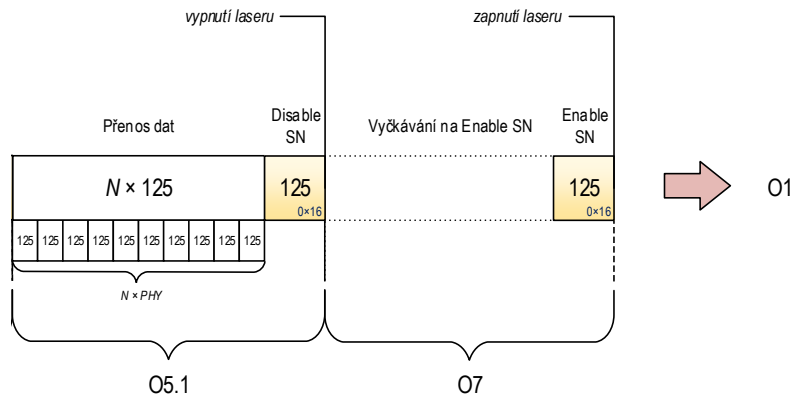 vypnutí laseru
zapnutí laseru
Přenos dat
Disable
SN
Vyčkávání na Enable SN
Enable
SN
N × 125
125
0×16
125
0×16
O1
125 125 125 125 125 125 125 125 125 125
N × PHY
O5.1
O7